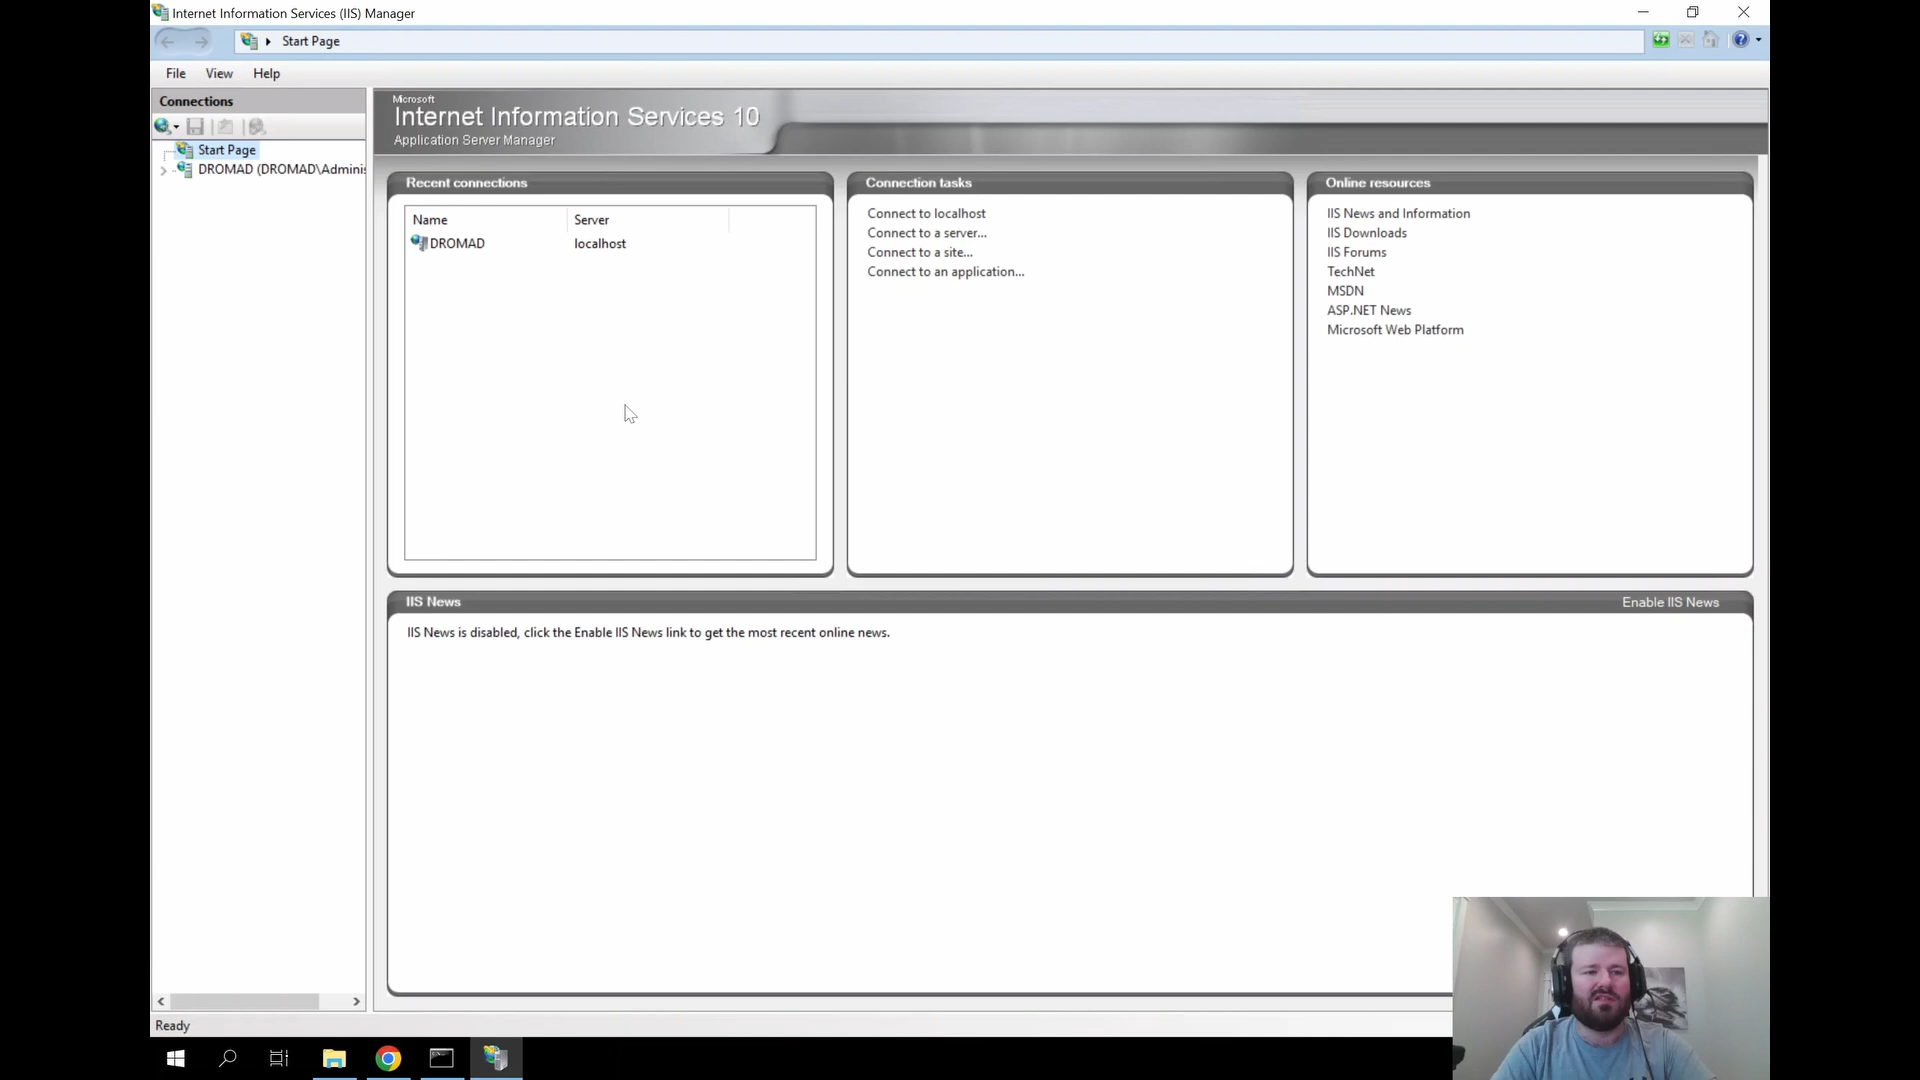 Internet Information Services (IIS) Manager
Start Page
File View Help
Connections
Start Page
DROMAD (DROMAD\Adminis
Microsoft
Internet Information Services 10
Application Server Manager
Recent connections
Name Server
DROMAD localhost
Connection tasks
Connect to localhost
Connect to a server...
Connect to a site...
Connect to an application...
Online resources
IIS News and Information
IIS Downloads
IIS Forums
TechNet
MSDN
ASP.NET News
Microsoft Web Platform
IIS News Enable IIS News
IIS News is disabled, click the Enable IIS News link to get the most recent online news.
Ready